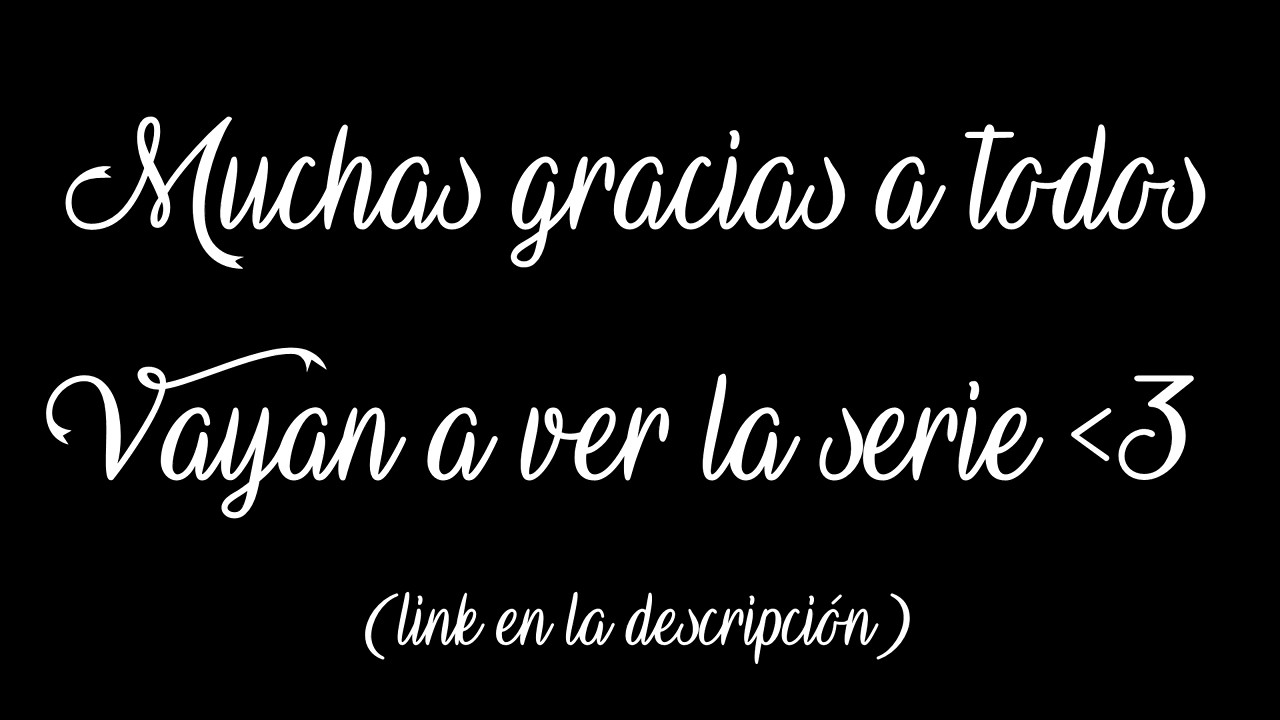 Muchas gracias a todos
Vayan a ver la serie <3
(link en la descripción)